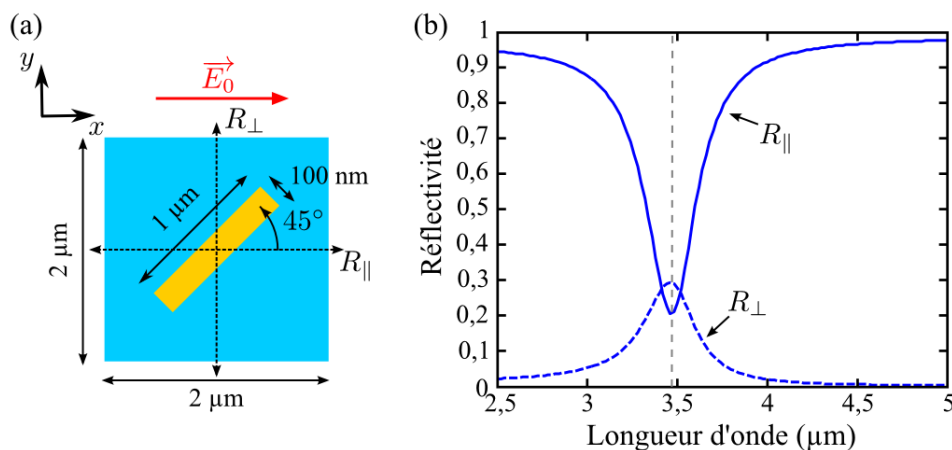 (a)
y
x
E₀
R⊥
100 nm
1 µm
45°
R∥
2 µm
2 µm
(b)
Réflectivité
1
0,9
0,8
0,7
0,6
0,5
0,4
0,3
0,2
0,1
0
R∥
R⊥
2,5
3
3,5
4
4,5
5
Longueur d'onde (µm)